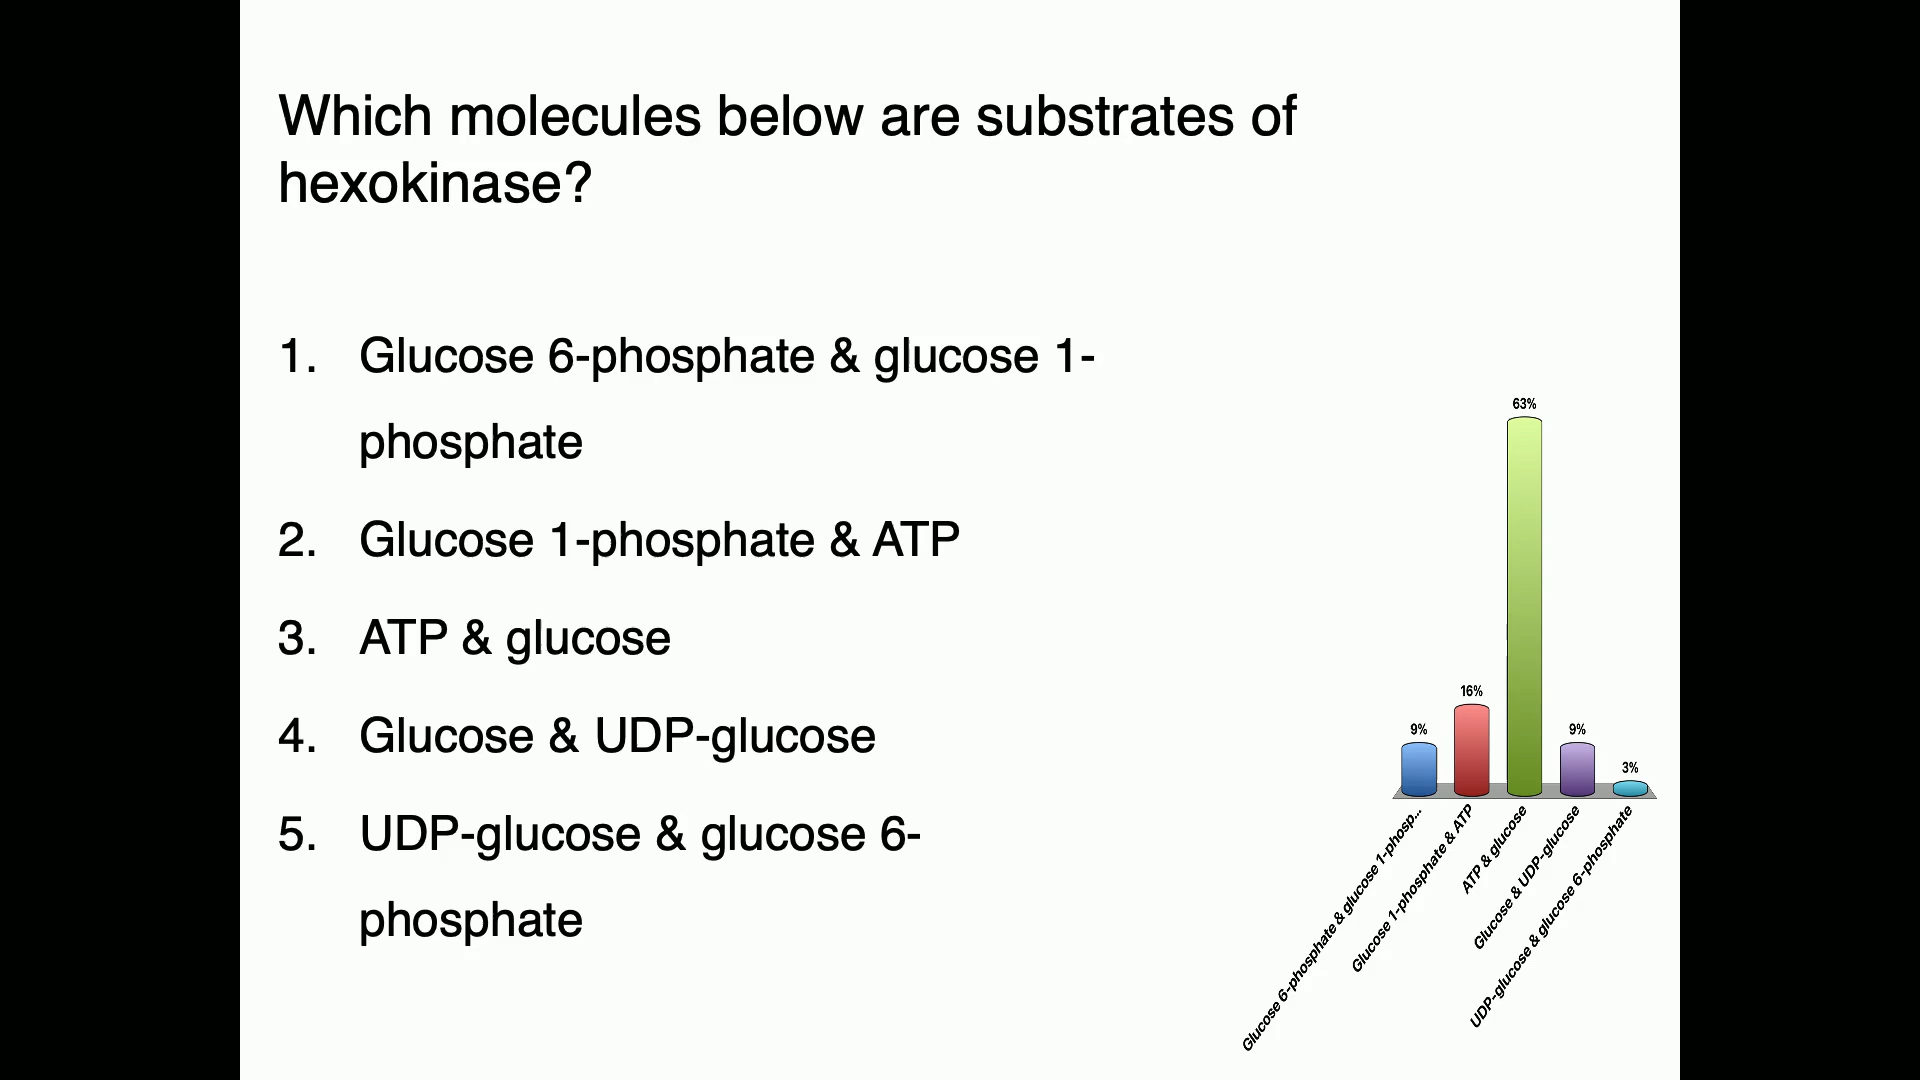 Which molecules below are substrates of
hexokinase?
1. Glucose 6-phosphate & glucose 1-
phosphate
2. Glucose 1-phosphate & ATP
3. ATP & glucose
4. Glucose & UDP-glucose
5. UDP-glucose & glucose 6-
phosphate
63%
16%
9%
9%
3%
Glucose 6-phosphate & glucose 1-phosp...
Glucose 1-phosphate & ATP
ATP & glucose
Glucose & UDP-glucose
UDP-glucose & glucose 6-phosphate